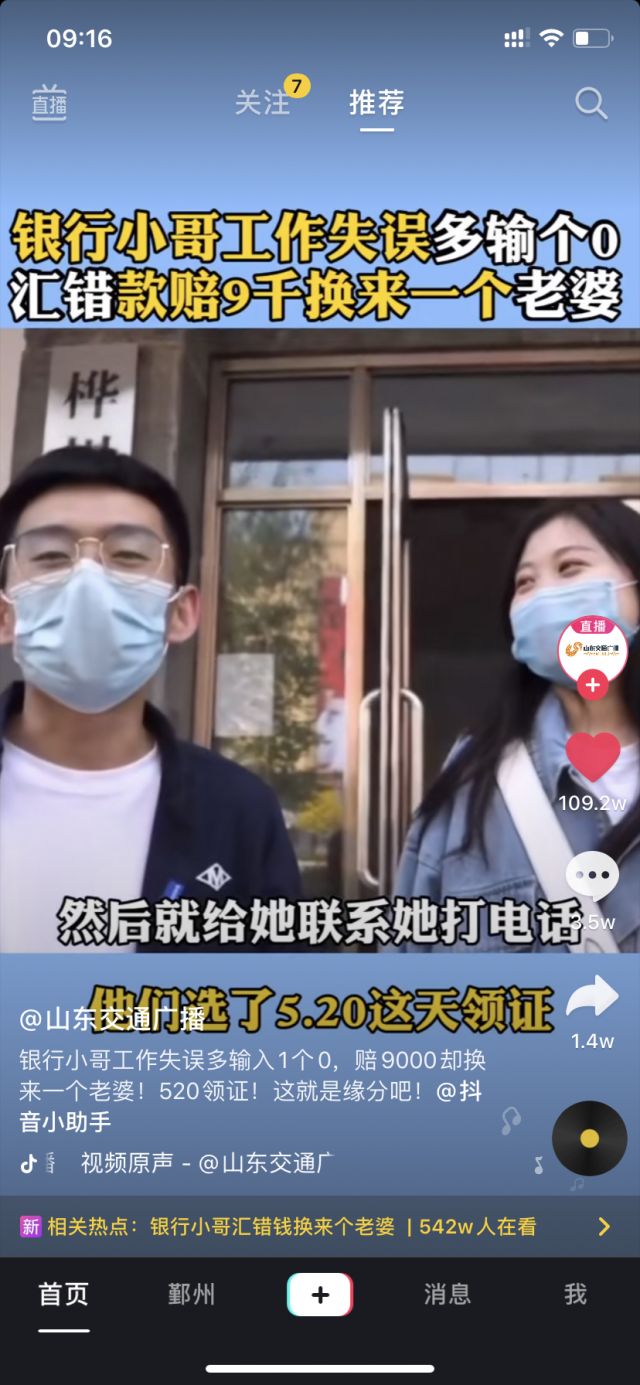 09:16
直播
关注
7
推荐
银行小哥工作失误多输个0
汇错款赔9千换来一个老婆
桦
直播
山东交通广播
109.2w
3.5w
然后就给她联系她打电话
他们选了5.20这天领证
@山东交通广播
1.4w
银行小哥工作失误多输入1个0，赔9000却换
来一个老婆！520领证！这就是缘分吧！@抖
音小助手
视频原声 - @山东交通广
新 相关热点：银行小哥汇错钱换来个老婆 | 542w人在看
首页
鄞州
消息
我